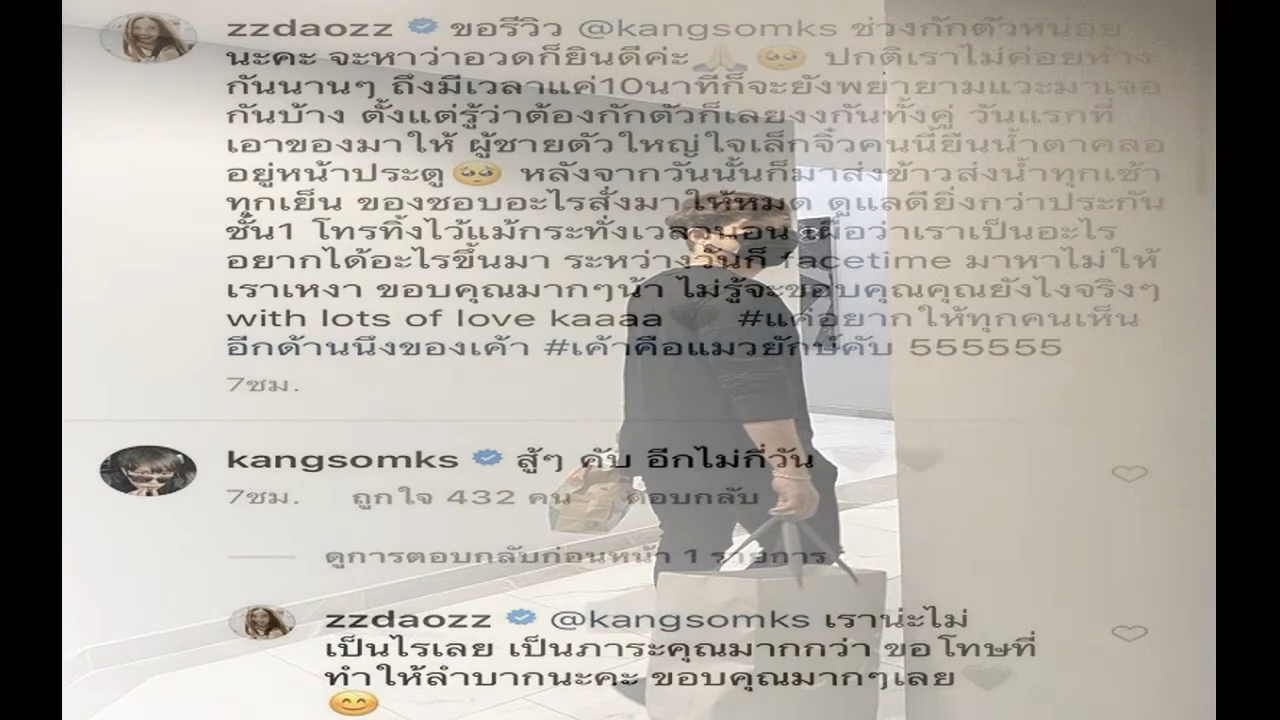 zzdaozz ขอรีวิว @kangsomks ช่วงกักตัวหน่อย
นะคะ จะหาว่าอวดก็ยินดีค่ะ🙏🥺 ปกติเราไม่ค่อยห่าง
กันนานๆ ถึงมีเวลาแค่10นาทีก็จะยังพยายามแวะมาเจอ
กันบ้าง ตั้งแต่รู้ว่าต้องกักตัวก็เลยงงกันทั้งคู่ วันแรกที่
เอาของมาให้ ผู้ชายตัวใหญ่ใจเล็กจิ๋วคนนี้ยืนน้ำตาคลอ
อยู่หน้าประตู🥺 หลังจากวันนั้นก็มาส่งข้าวส่งน้ำทุกเช้า
ทุกเย็น ของชอบอะไรสั่งมาให้หมด ดูแลดียิ่งกว่าประกัน
ชั้น1 โทรทิ้งไว้แม้กระทั่งเวลานอน เผื่อว่าเราเป็นอะไร
อยากได้อะไรขึ้นมา ระหว่างวันก็ facetime มาหาไม่ให้
เราเหงา ขอบคุณมากๆน้า ไม่รู้จะขอบคุณคุณยังไงจริงๆ
with lots of love kaaaa 🖤 #แค่อยากให้ทุกคนเห็น
อีกด้านนึงของเค้า #เค้าคือแมวยักษ์คับ 555555
7ชม.
kangsomks สู้ๆ คับ อีกไม่กี่วัน
7ชม. ถูกใจ 432 คน ตอบกลับ
ดูการตอบกลับก่อนหน้า 1 รายการ
zzdaozz @kangsomks เราน่ะไม่
เป็นไรเลย เป็นภาระคุณมากกว่า ขอโทษที่
ทำให้ลำบากนะคะ ขอบคุณมากๆเลย
😊